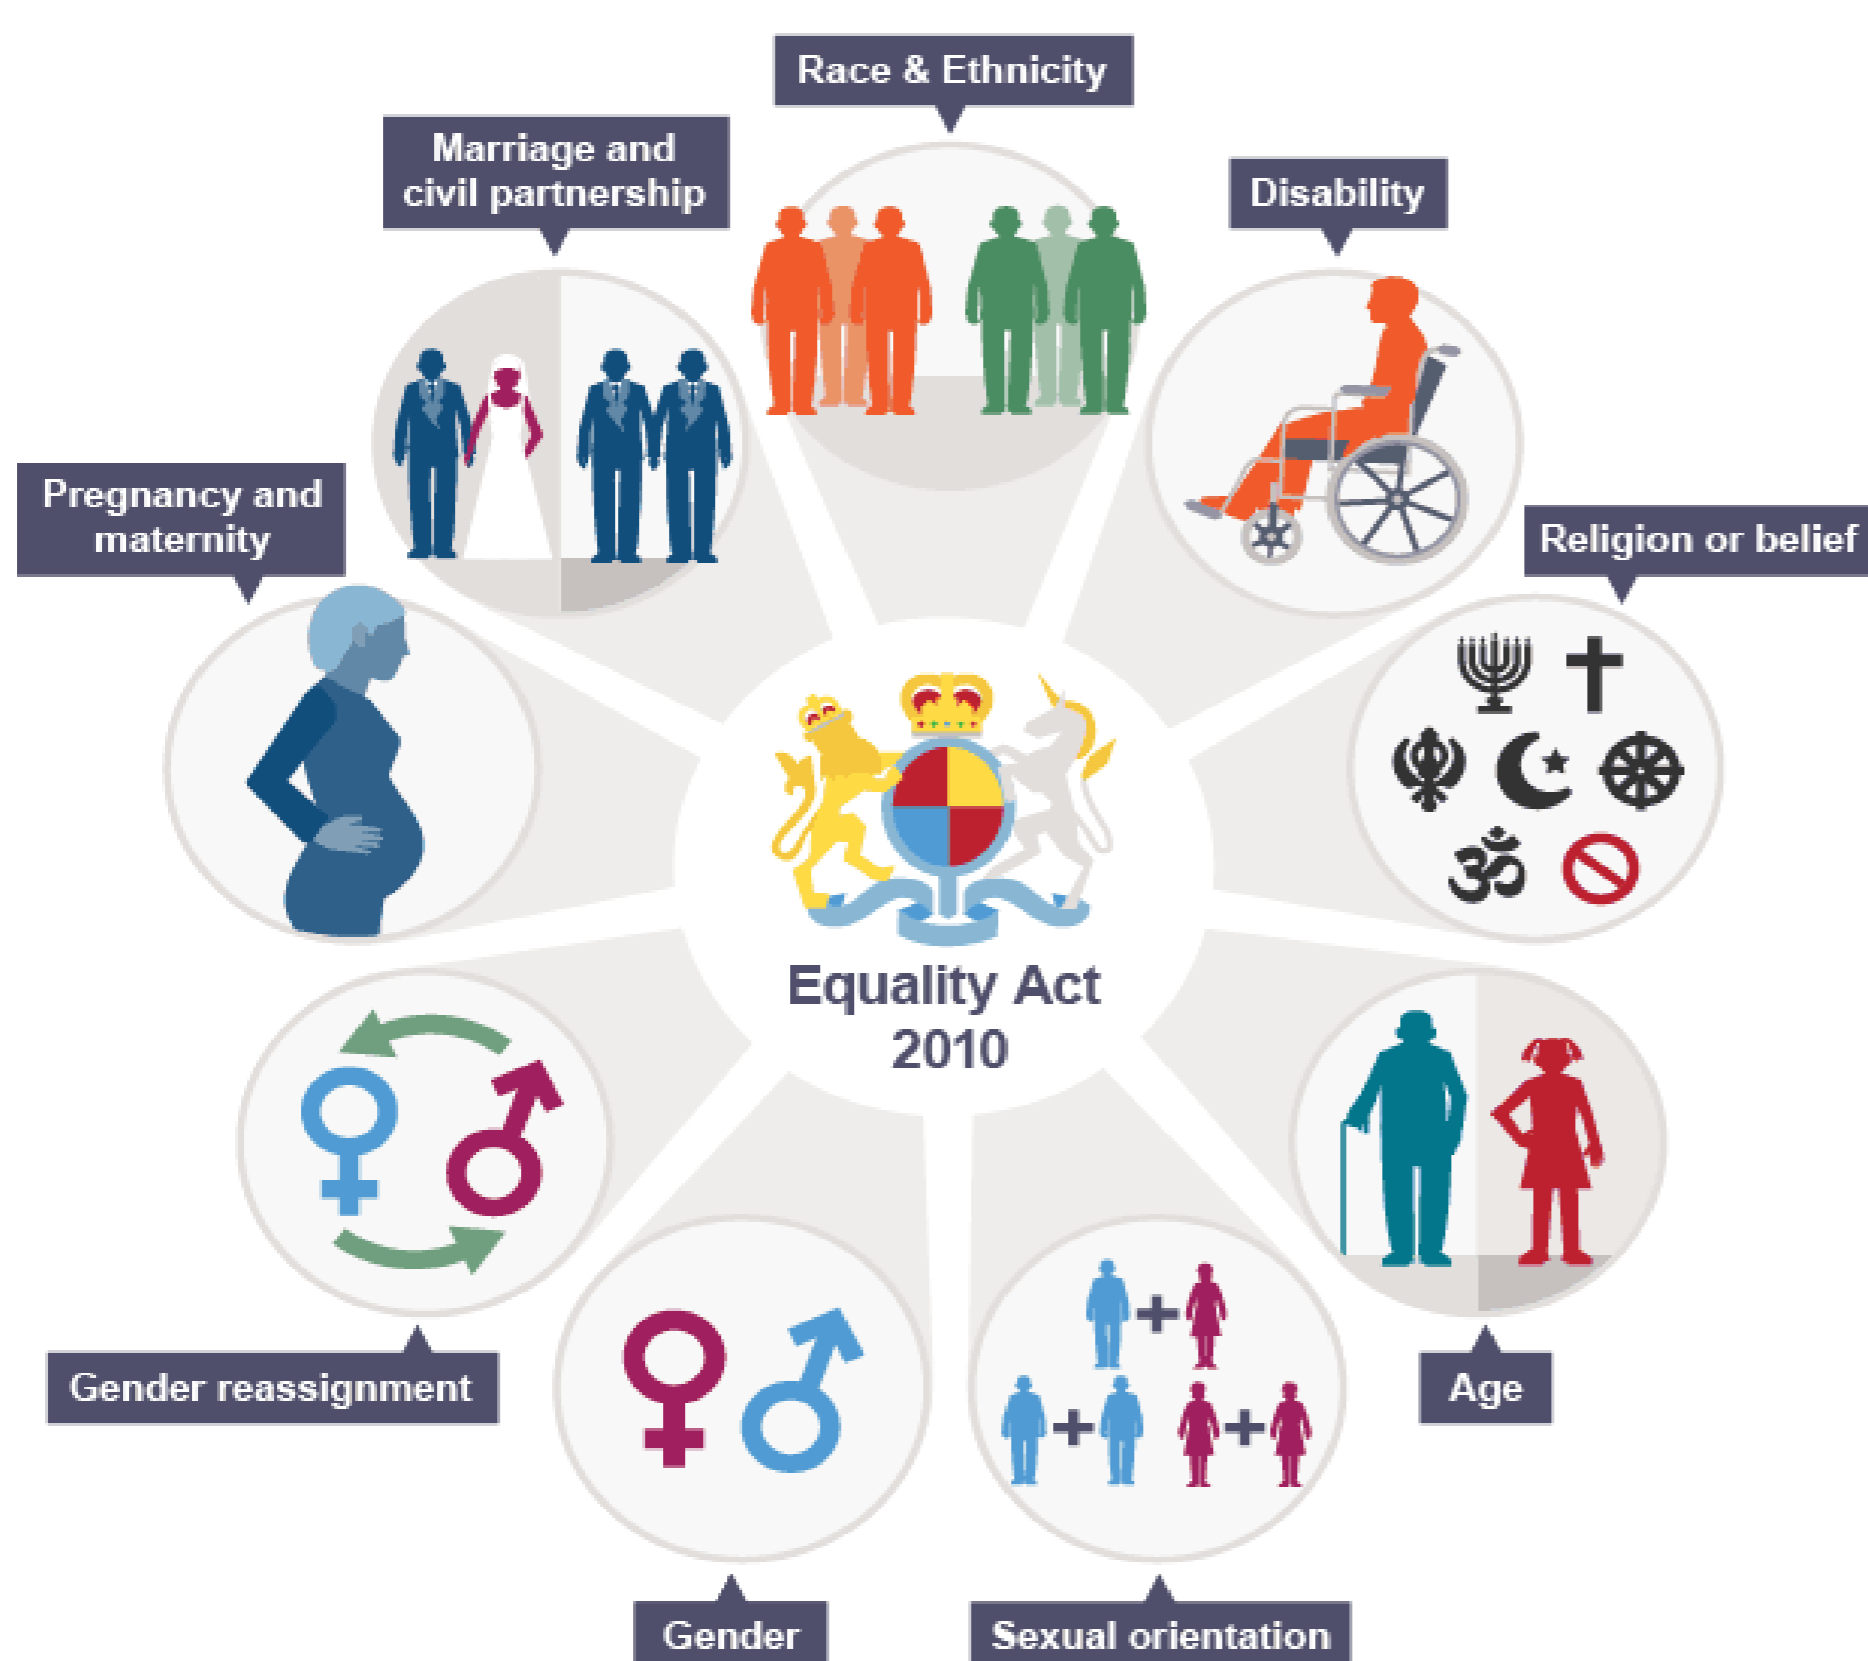 Race & Ethnicity
Marriage and
civil partnership
Disability
Pregnancy and
maternity
Religion or belief
Equality Act
2010
Gender reassignment
Age
Gender
Sexual orientation